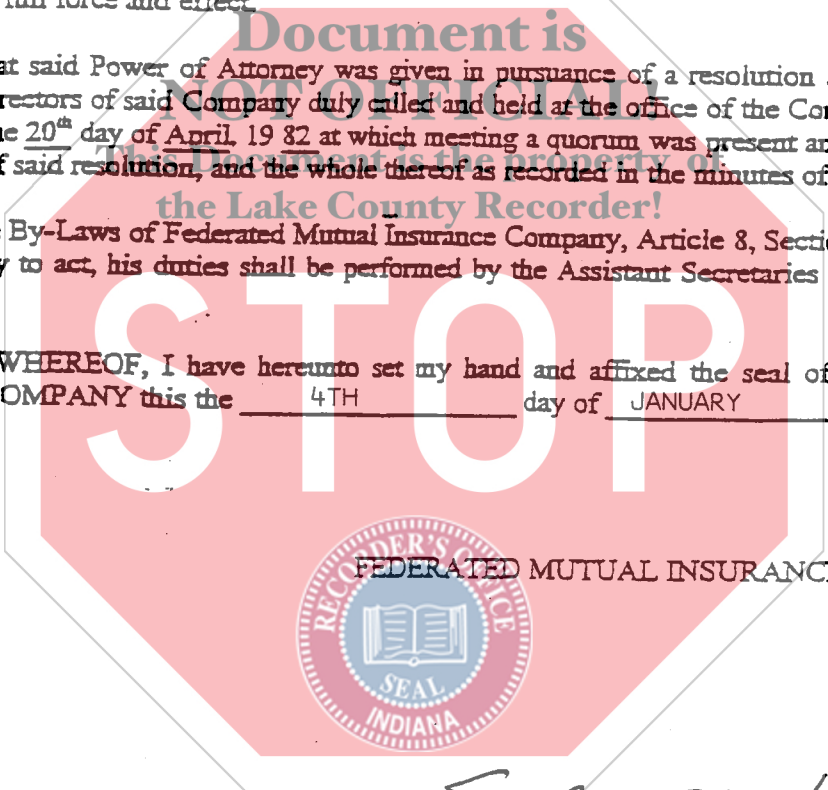 full force and effect
Document is
at said Power of Attorney was given in pursuance of a resolution
NOT OFFICIAL!
rectors of said Company duly called and held at the office of the Co
e 20th day of April, 19 82 at which meeting a quorum was present an
This Document is the property of
f said resolution, and the whole thereof as recorded in the minutes of
the Lake County Recorder!
By-Laws of Federated Mutual Insurance Company, Article 8, Secti
y to act, his duties shall be performed by the Assistant Secretaries
STOP
WHEREOF, I have hereunto set my hand and affixed the seal of
OMPANY this the 4TH day of JANUARY
RECORDER'S OFFICE
FEDERATED MUTUAL INSURANC
SEAL
INDIANA